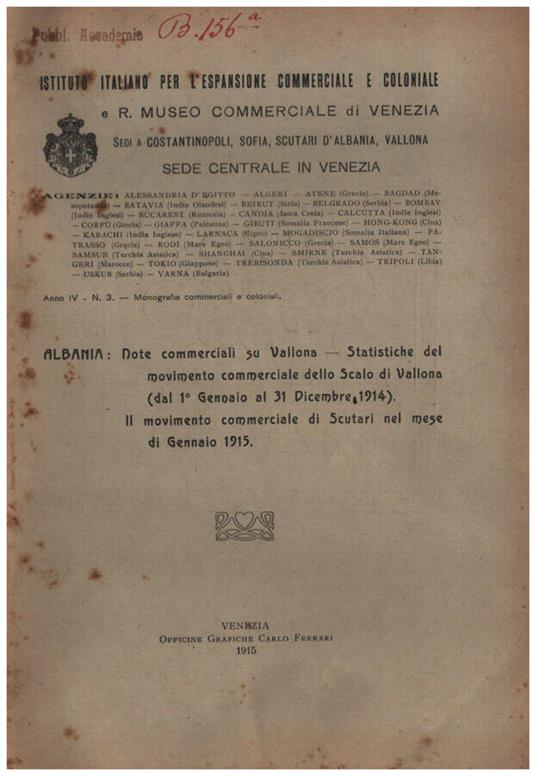 Pubbl. Accademie B. 156ª
ISTITUTO ITALIANO PER L'ESPANSIONE COMMERCIALE E COLONIALE
e R. MUSEO COMMERCIALE di VENEZIA
SEDI A COSTANTINOPOLI, SOFIA, SCUTARI D'ALBANIA, VALLONA
SEDE CENTRALE IN VENEZIA
AGENZIE: ALESSANDRIA D'EGITTO — ALGERI — ATENE (Grecia) — BAGDAD (Me-
sopotamia) — BATAVIA (Indie Olandesi) — BEIRUT (Siria) — BELGRADO (Serbia) — BOMBAY
(Indie Inglesi) — BUCAREST (Rumenia) — CANDIA (Isola Creta) — CALCUTTA (Indie Inglesi)
— CORFÙ (Grecia) — GIAFFA (Palestina) — GIBUTI (Somalia Francese) — HONG-KONG (Cina)
— KARACHI (India Inglese) — LARNACA (Cipro) — MOGADISCIO (Somalia Italiana) — PA-
TRASSO (Grecia) — RODI (Mare Egeo) — SALONICCO (Grecia) — SAMOS (Mare Egeo) —
SAMSUN (Turchia Asiatica) — SHANGHAI (Cina) — SMIRNE (Turchia Asiatica) — TAN-
GERI (Marocco) — TOKIO (Giappone) — TREBISONDA (Turchia Asiatica) — TRIPOLI (Libia)
— USKUB (Serbia) — VARNA (Bulgaria)
Anno IV - N. 3. — Monografie commerciali e coloniali.
ALBANIA: Note commerciali su Vallona — Statistiche del
movimento commerciale dello Scalo di Vallona
(dal 1° Gennaio al 31 Dicembre 1914).
Il movimento commerciale di Scutari nel mese
di Gennaio 1915.
VENEZIA
OFFICINE GRAFICHE CARLO FERRARI
1915